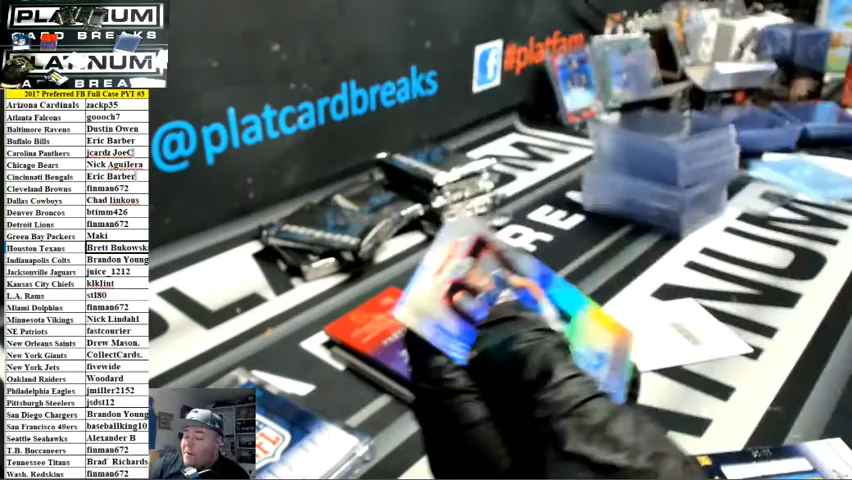 PLATINUM
CARD BREAKS
PLATINUM
CARD BREAKS
2017 Preferred FB Full Case PYT #3
Arizona Cardinals zackp35
Atlanta Falcons goooch7
Baltimore Ravens Dustin Owen
Buffalo Bills Eric Barber
Carolina Panthers jcardz JoeC
Chicago Bears Nick Aguilera
Cincinnati Bengals Eric Barber
Cleveland Browns finman672
Dallas Cowboys Chad linkous
Denver Broncos btimm426
Detroit Lions finman672
Green Bay Packers Maki
Houston Texans Brett Bukowsk
Indianapolis Colts Brandon Young
Jacksonville Jaguars juice_1212
Kansas City Chiefs klklint
L.A. Rams stl80
Miami Dolphins finman672
Minnesota Vikings Nick Lindahl
NE Patriots fastcourier
New Orleans Saints Drew Mason.
New York Giants CollectCards.
New York Jets fivewide
Oakland Raiders Woodard
Philadelphia Eagles jmiller2152
Pittsburgh Steelers jsdst12
San Diego Chargers Brandon Young
San Francisco 49ers baseballking10
Seattle Seahawks Alexander B
T.B. Buccaneers finman672
Tennessee Titans Brad Richards
Wash. Redskins finman672
@platcardbreaks
f #platfam
NFL